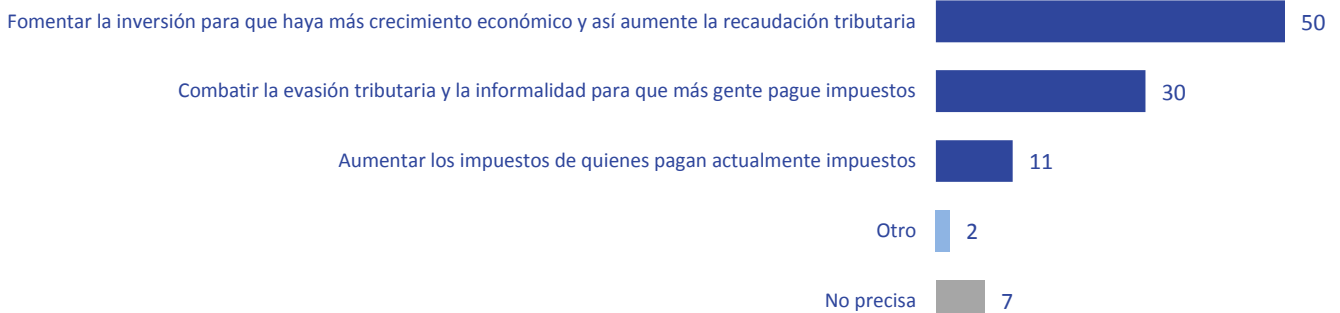 Fomentar la inversión para que haya más crecimiento económico y así aumente la recaudación tributaria 50
Combatir la evasión tributaria y la informalidad para que más gente pague impuestos 30
Aumentar los impuestos de quienes pagan actualmente impuestos 11
Otro 2
No precisa 7